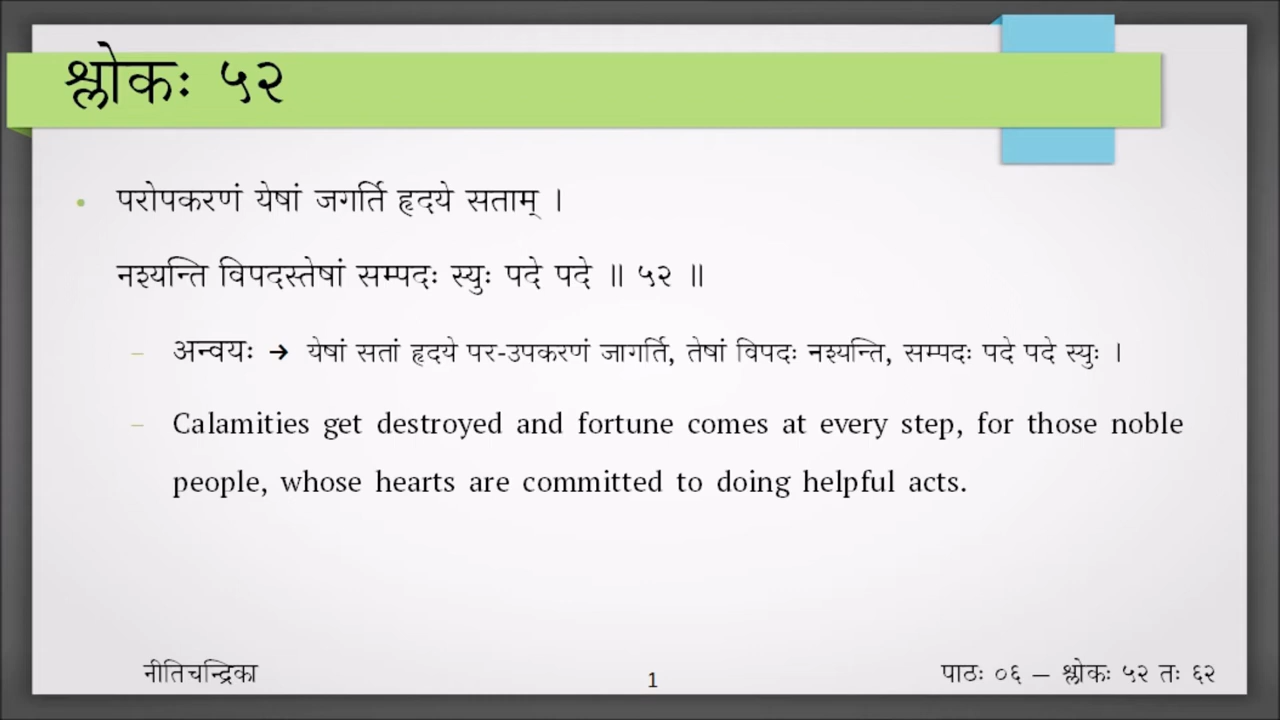 श्लोकः ५२
परोपकरणं येषां जगर्ति हृदये सताम् ।
नश्यन्ति विपदस्तेषां सम्पदः स्युः पदे पदे ॥ ५२ ॥
अन्वयः → येषां सतां हृदये पर-उपकरणं जागर्ति, तेषां विपदः नश्यन्ति, सम्पदः पदे पदे स्युः ।
Calamities get destroyed and fortune comes at every step, for those noble
people, whose hearts are committed to doing helpful acts.
नीतिचन्द्रिका
1
पाठः ०६ – श्लोकः ५२ तः ६२